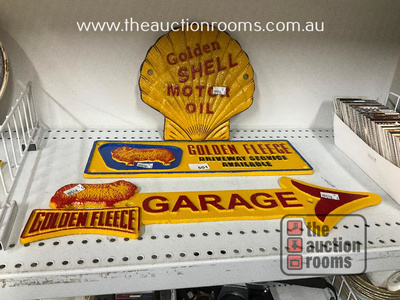 www.theauctionrooms.com.au
Golden
SHELL
MOTOR
OIL
GOLDEN FLEECE
DRIVEWAY SERVICE
AVAILABLE
501
GARAGE
GOLDEN FLEECE
the
auction
rooms